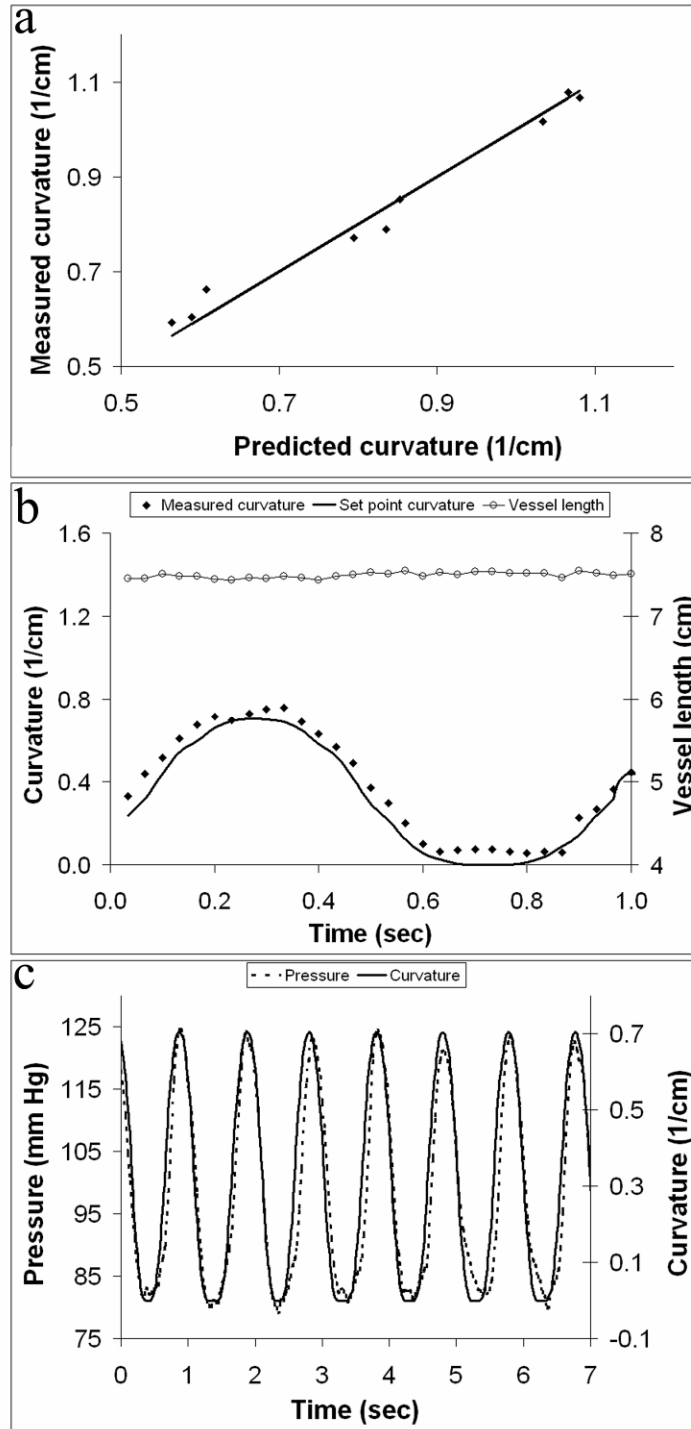 a
Measured curvature (1/cm)
1.1
0.9
0.7
0.5
0.5 0.7 0.9 1.1
Predicted curvature (1/cm)
b
Measured curvature Set point curvature Vessel length
Curvature (1/cm)
1.6
1.2
0.8
0.4
0.0
8
7
6
5
4
Vessel length (cm)
0.0 0.2 0.4 0.6 0.8 1.0
Time (sec)
c
Pressure Curvature
Pressure (mm Hg)
125
115
105
95
85
75
0.7
0.5
0.3
0.1
-0.1
Curvature (1/cm)
0 1 2 3 4 5 6 7
Time (sec)